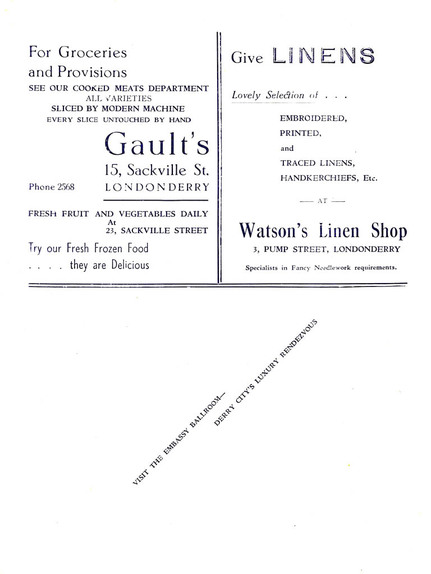 For Groceries
and Provisions
SEE OUR COOKED MEATS DEPARTMENT
ALL VARIETIES
SLICED BY MODERN MACHINE
EVERY SLICE UNTOUCHED BY HAND
Gault's
15, Sackville St.
Phone 2568 LONDONDERRY
FRESH FRUIT AND VEGETABLES DAILY
At
23, SACKVILLE STREET
Try our Fresh Frozen Food
. . . . they are Delicious
Give LINENS
Lovely Selection of . . .
EMBROIDERED,
PRINTED,
and
TRACED LINENS,
HANDKERCHIEFS, Etc.
— AT —
Watson's Linen Shop
3, PUMP STREET, LONDONDERRY
Specialists in Fancy Needlework requirements.
VISIT THE EMBASSY BALLROOM—
DERRY CITY'S LUXURY RENDEZVOUS